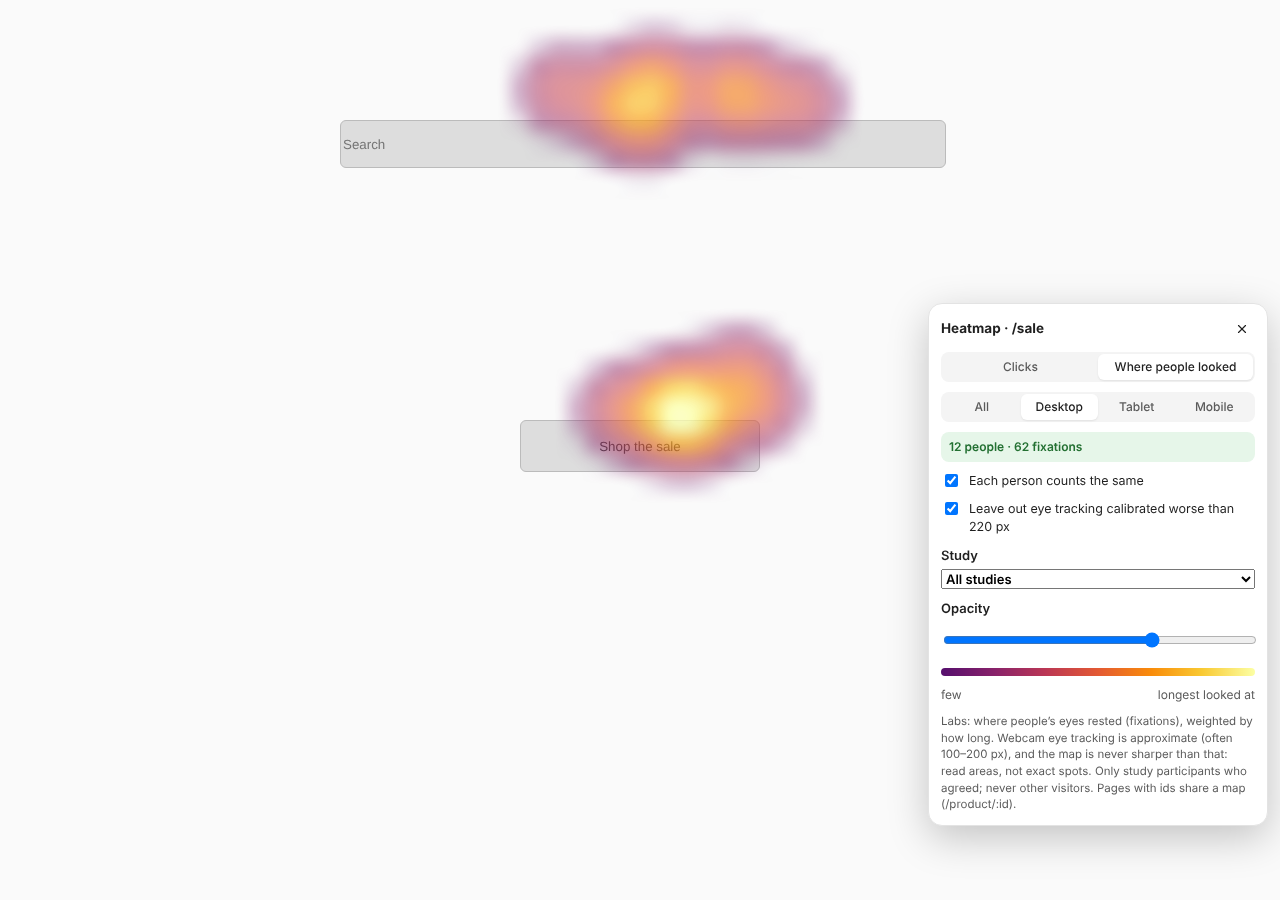 Search
Shop the sale
Heatmap · /sale
×
Clicks
Where people looked
All
Desktop
Tablet
Mobile
12 people · 62 fixations
Each person counts the same
Leave out eye tracking calibrated worse than
220 px
Study
All studies
Opacity
few
longest looked at
Labs: where people’s eyes rested (fixations), weighted by
how long. Webcam eye tracking is approximate (often
100–200 px), and the map is never sharper than that:
read areas, not exact spots. Only study participants who
agreed; never other visitors. Pages with ids share a map
(/product/:id).